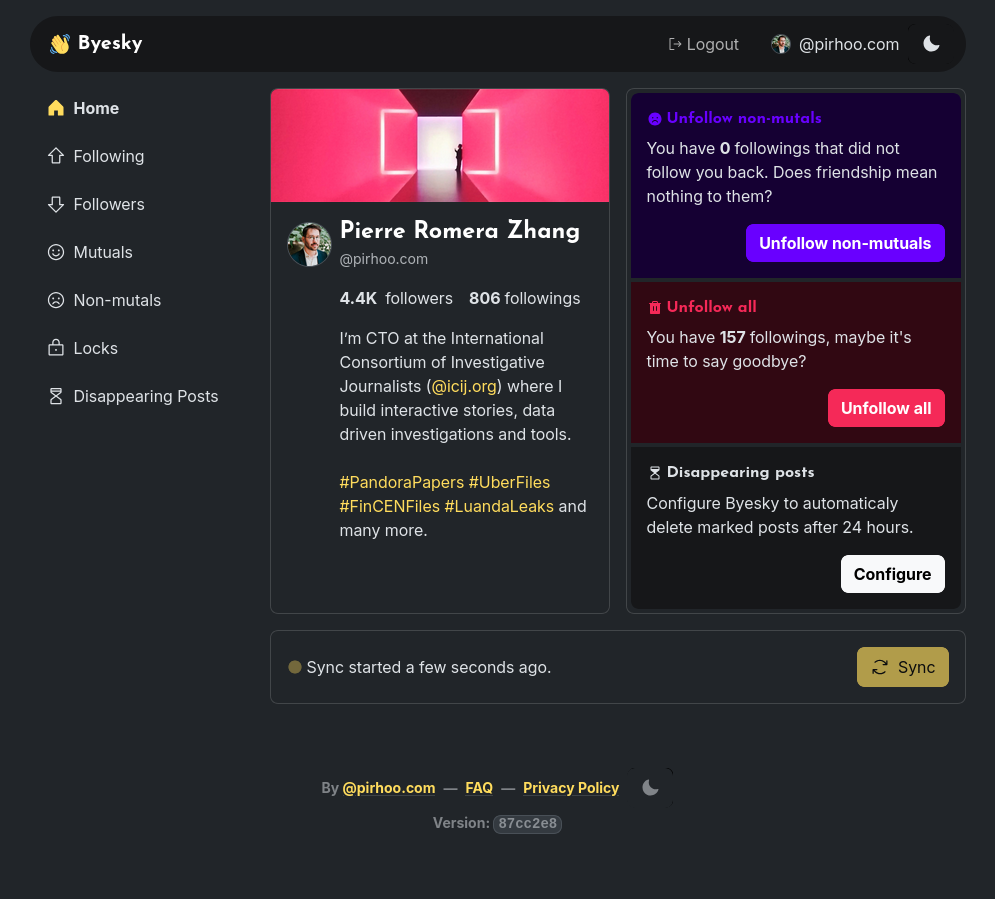 👋 Byesky
Logout
@pirhoo.com
Home
Following
Followers
Mutuals
Non-mutals
Locks
Disappearing Posts
Pierre Romera Zhang
@pirhoo.com
4.4K followers 806 followings
I’m CTO at the International
Consortium of Investigative
Journalists (@icij.org) where I
build interactive stories, data
driven investigations and tools.
#PandoraPapers #UberFiles
#FinCENFiles #LuandaLeaks and
many more.
Unfollow non-mutals
You have 0 followings that did not
follow you back. Does friendship mean
nothing to them?
Unfollow non-mutuals
Unfollow all
You have 157 followings, maybe it's
time to say goodbye?
Unfollow all
Disappearing posts
Configure Byesky to automaticaly
delete marked posts after 24 hours.
Configure
Sync started a few seconds ago.
Sync
By @pirhoo.com — FAQ — Privacy Policy
Version: 87cc2e8